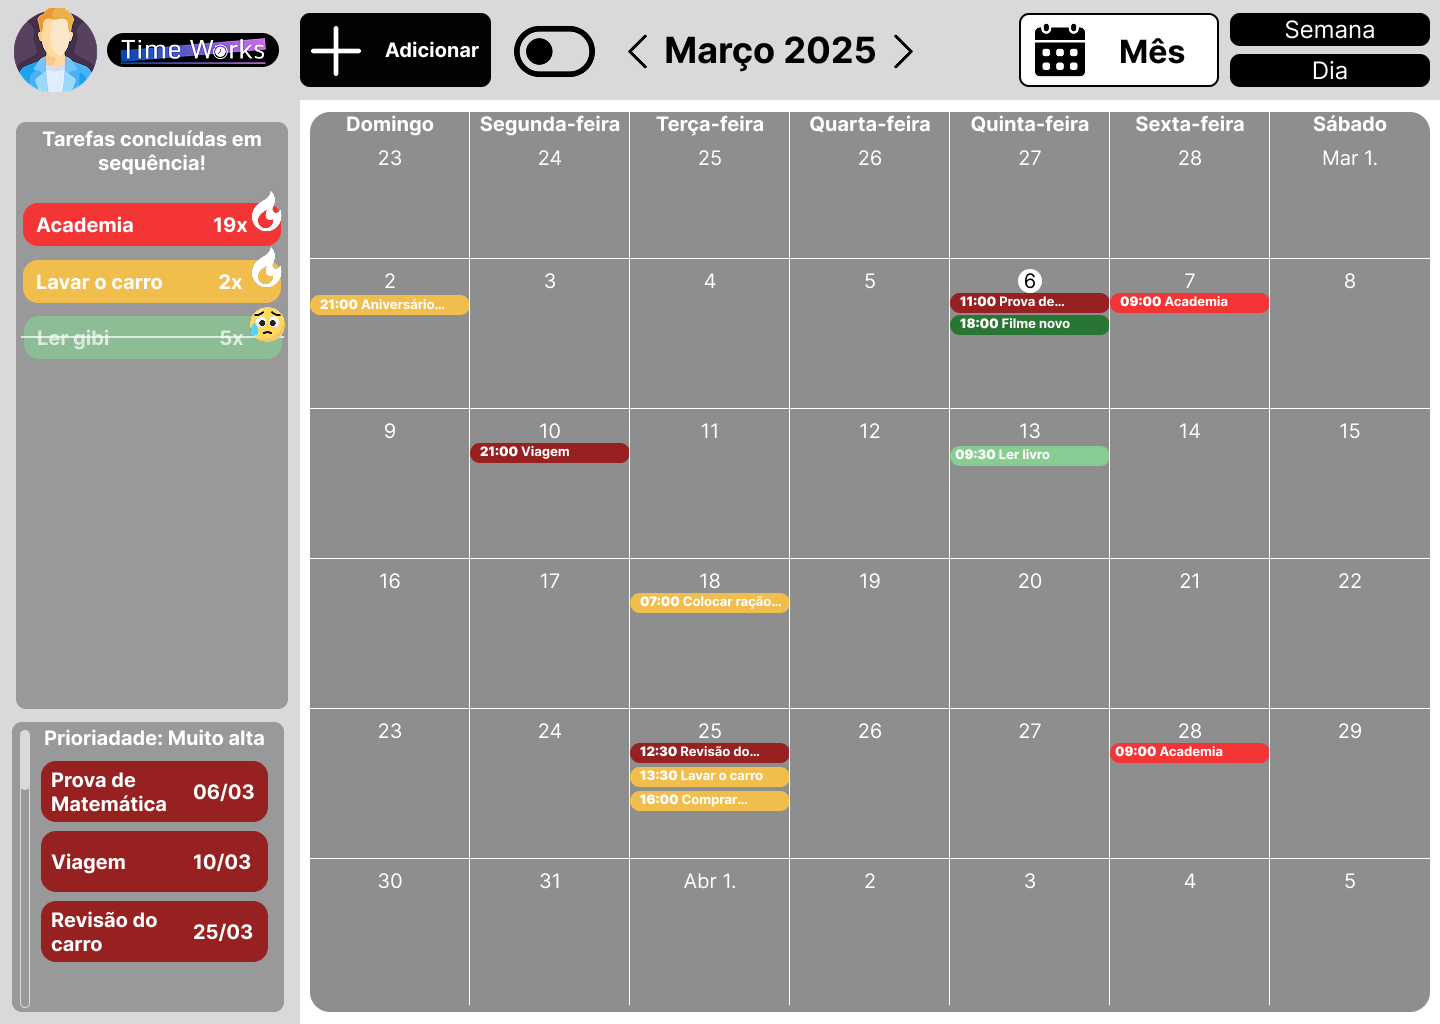 Time Works
Adicionar
Março 2025
Mês
Semana
Dia
Tarefas concluídas em
sequência!
Academia 19x
Lavar o carro 2x
Ler gibi 5x
Prioriadade: Muito alta
Prova de
Matemática 06/03
Viagem 10/03
Revisão do
carro 25/03
Domingo Segunda-feira Terça-feira Quarta-feira Quinta-feira Sexta-feira Sábado
23 24 25 26 27 28 Mar 1.
2 3 4 5 6 7 8
21:00 Aniversário...
11:00 Prova de...
09:00 Academia
18:00 Filme novo
9 10 11 12 13 14 15
21:00 Viagem
09:30 Ler livro
16 17 18 19 20 21 22
07:00 Colocar ração...
23 24 25 26 27 28 29
12:30 Revisão do...
09:00 Academia
13:30 Lavar o carro
16:00 Comprar...
30 31 Abr 1. 2 3 4 5